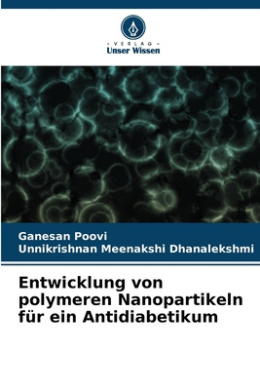 VERLAG
Unser Wissen
Ganesan Poovi
Unnikrishnan Meenakshi Dhanalekshmi
Entwicklung von
polymeren Nanopartikeln
für ein Antidiabetikum